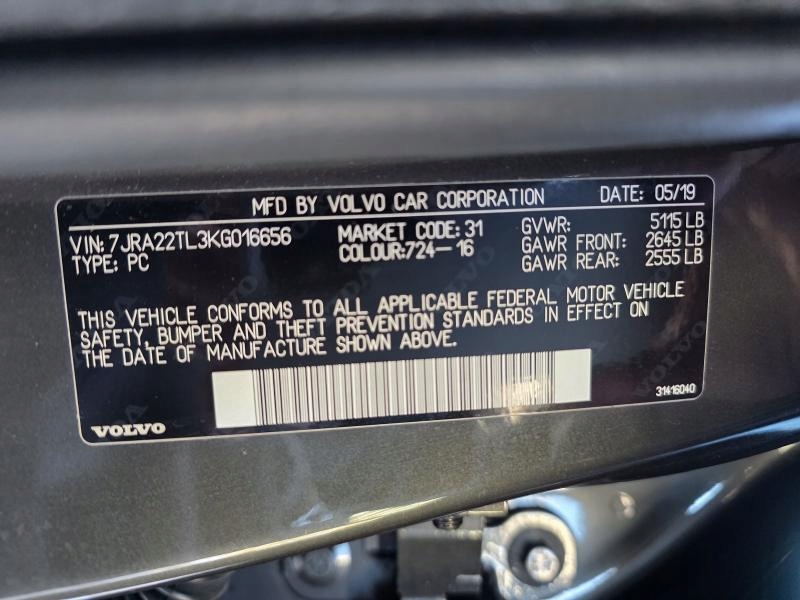 MFD BY VOLVO CAR CORPORATION DATE: 05/19
VIN: 7JRA22TL3KG016656 MARKET CODE: 31 GVWR: 5115 LB
TYPE: PC COLOUR:724-16 GAWR FRONT: 2645 LB
GAWR REAR: 2555 LB
THIS VEHICLE CONFORMS TO ALL APPLICABLE FEDERAL MOTOR VEHICLE
SAFETY, BUMPER AND THEFT PREVENTION STANDARDS IN EFFECT ON
THE DATE OF MANUFACTURE SHOWN ABOVE.
31416040
VOLVO